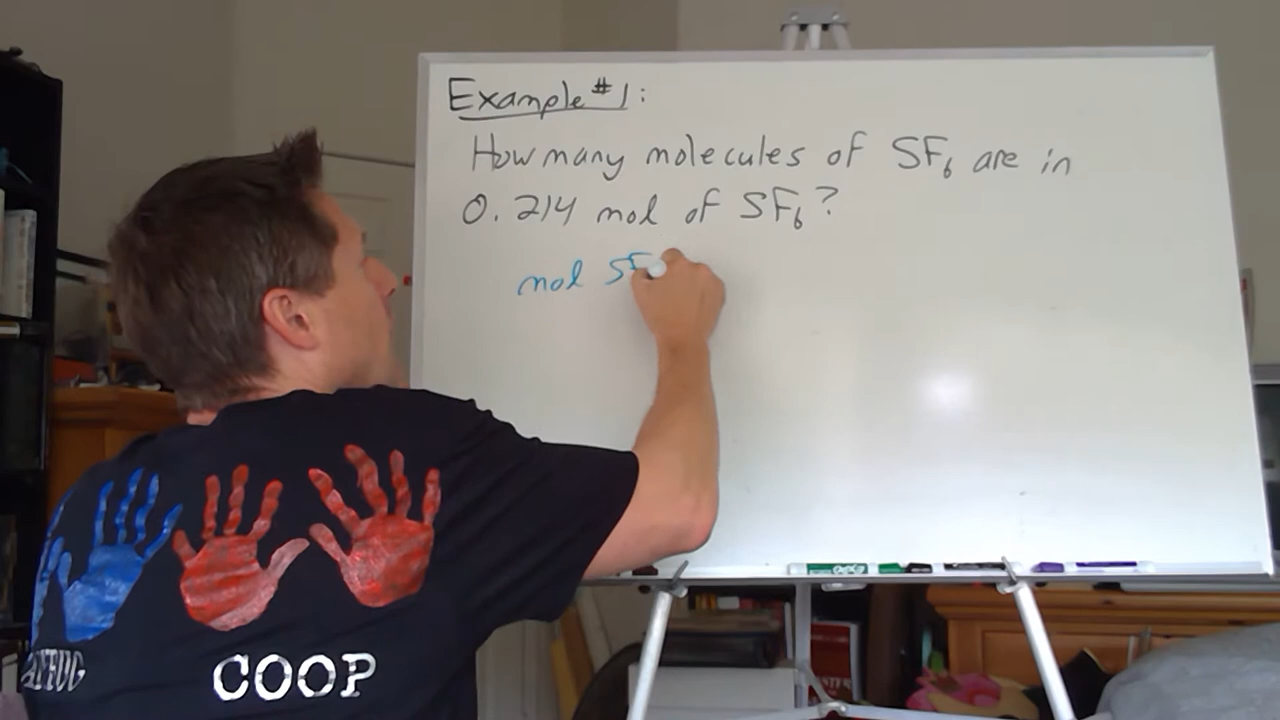 Example #1:
How many molecules of SF₆ are in
0.214 mol of SF₆?
mol SF
COOP